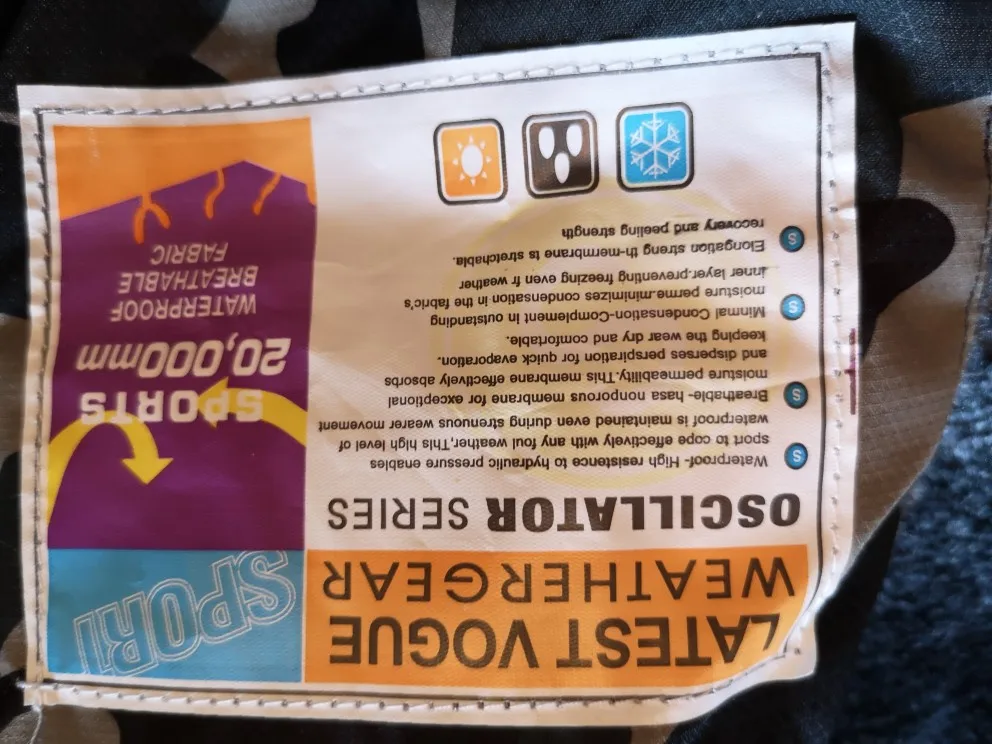 LATEST VOGUE
WEATHERGEAR
OSCILLATOR SERIES
Waterproof- High resistence to hydraulic pressure enables
sport to cope effectively with any foul weather,This high level of
waterproof is maintained even during strenuous wearer movement
Breathable- hasa nonporous membrane for exceptional
moisture permeability.This membrane effectively absorbs
and disperses perspiration for quick evaporation.
keeping the wear dry and comfortable.
Minmal Condensation-Complement in outstanding
moisture perme.minimizes condensation in the fabric's
inner layer.preventing freezing even fr weather
Elongation streng th-membrane is stretchable.
recovery and peeling strength
S
S
S
S
SPORT
SPORTS
20,000mm
WATERPROOF
BREATHABLE
FABRIC